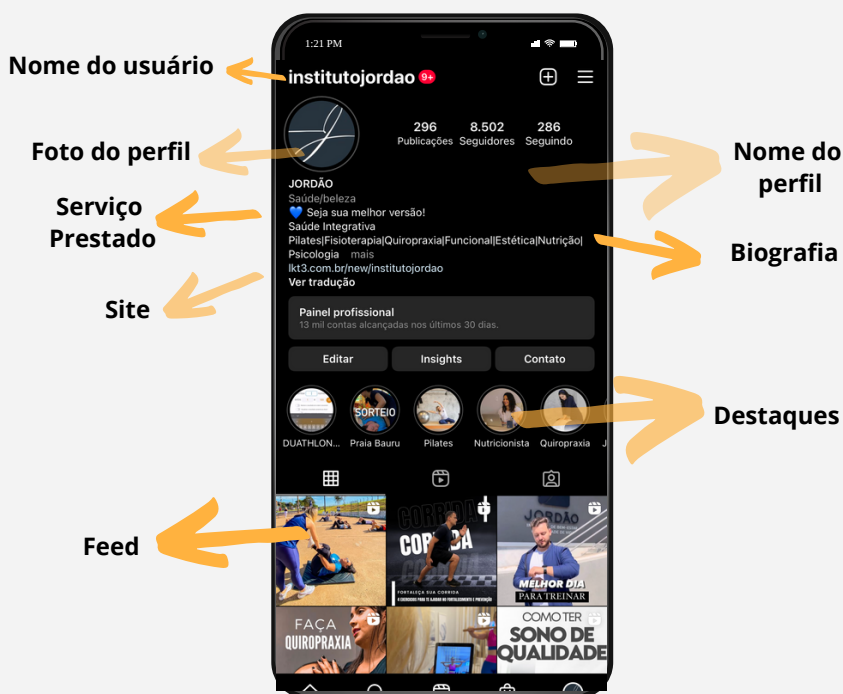 1:21 PM
Nome do usuário
institutojordao 9+
296 8.502 286
Publicações Seguidores Seguindo
Foto do perfil
Nome do
perfil
JORDÃO
Saúde/beleza
💙 Seja sua melhor versão!
Saúde Integrativa
Pilates|Fisioterapia|Quiropraxia|Funcional|Estética|Nutrição|
Psicologia mais
lkt3.com.br/new/institutojordao
Ver tradução
Serviço
Prestado
Biografia
Site
Painel profissional
13 mil contas alcançadas nos últimos 30 dias.
Editar Insights Contato
SORTEIO
DUATHLON... Praia Bauru Pilates Nutricionista Quiropraxia J
Destaques
Feed
CORRIDA
CORRIDA
FORTALEÇA SUA CORRIDA
JORDÃO
MELHOR DIA
PARA TREINAR
FAÇA
QUIROPRAXIA
COMO TER
SONO DE
QUALIDADE